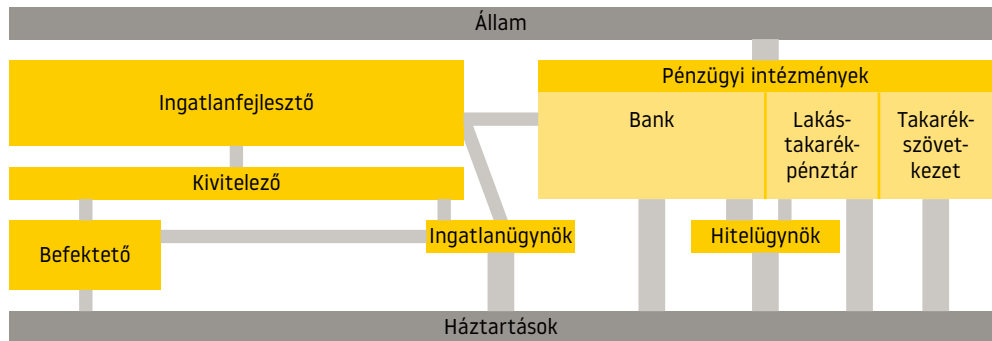 Állam
Ingatlanfejlesztő
Pénzügyi intézmények
Bank
Lakás-
takarék-
pénztár
Takarék-
szövet-
kezet
Kivitelező
Befektető
Ingatlanügynök
Hitelügynök
Háztartások